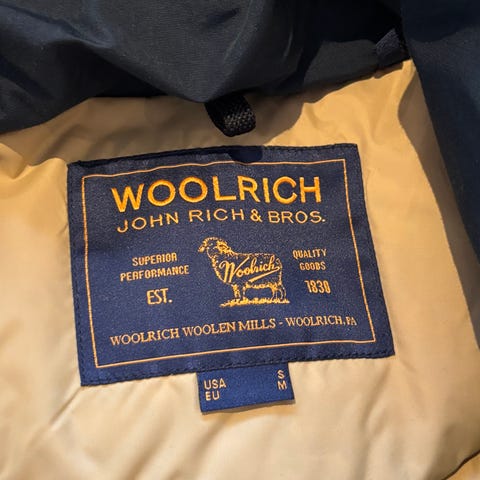 WOOLRICH
JOHN RICH & BROS.
SUPERIOR
PERFORMANCE
EST.
Woolrich
QUALITY
GOODS
1830
WOOLRICH WOOLEN MILLS - WOOLRICH, PA
USA S
EU M